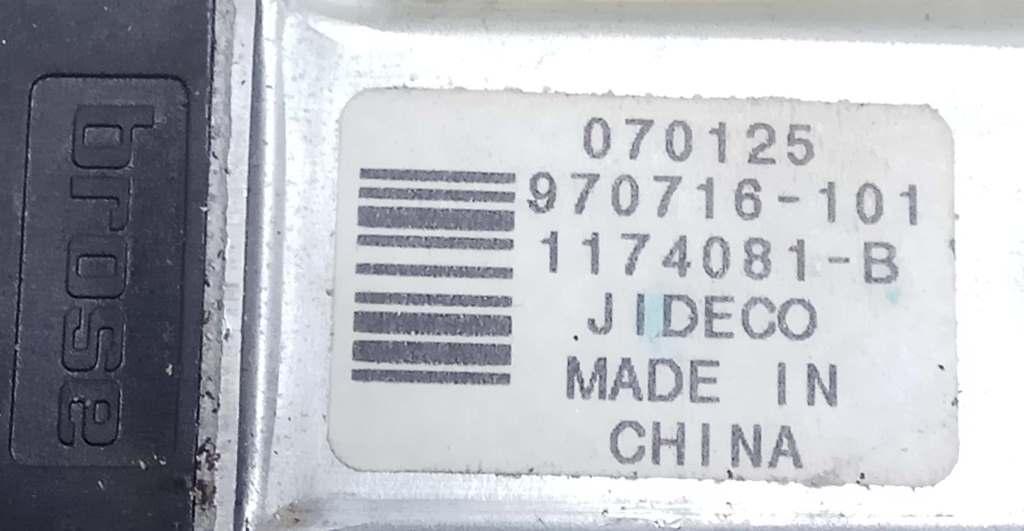 brose
070125
970716-101
1174081-B
JIDECO
MADE IN
CHINA